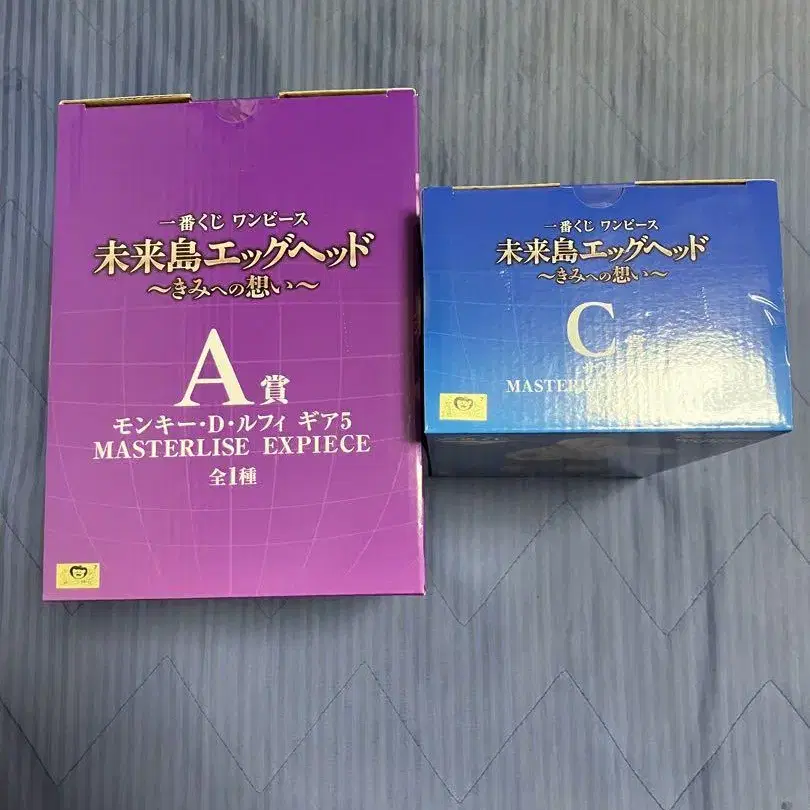 一番くじ ワンピース
未来島エッグヘッド
～きみへの想い～
A賞
モンキー・D・ルフィ ギア5
MASTERLISE EXPIECE
全1種
一番くじ ワンピース
未来島エッグヘッド
～きみへの想い～
C